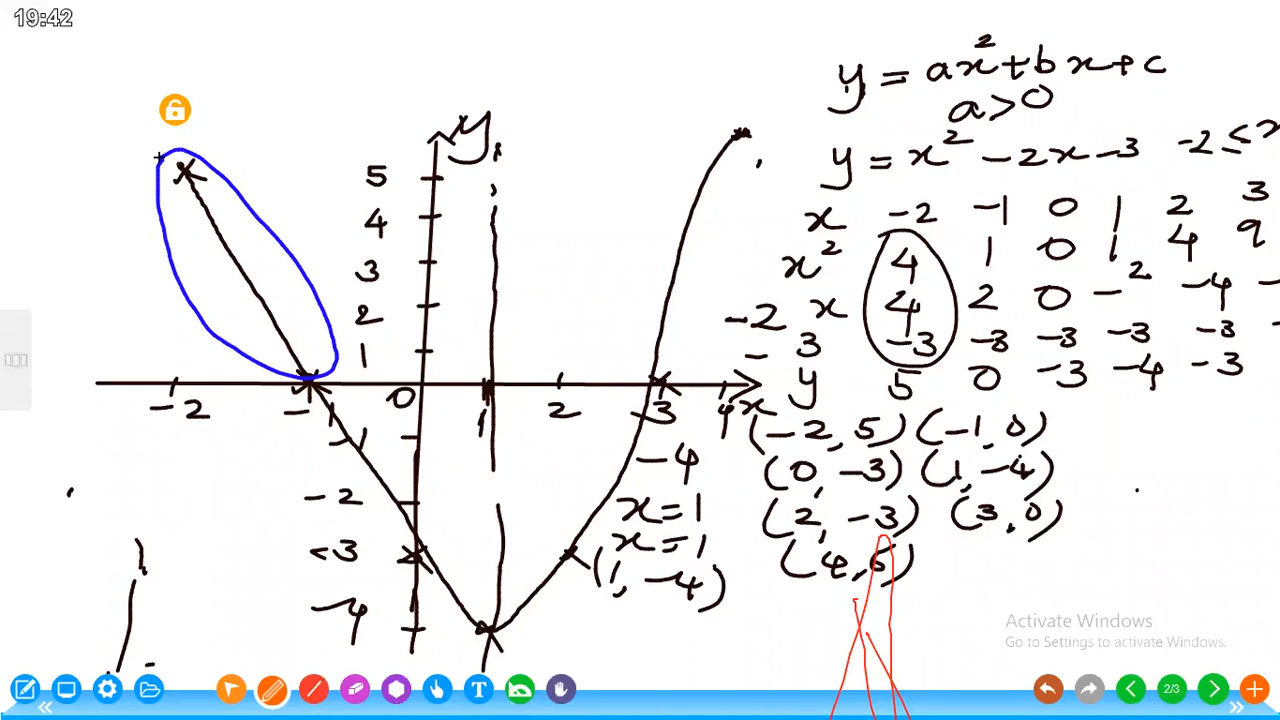 19:42
y = ax² + bx + c
a > 0
y = x² - 2x - 3 -2 ≤ x
x -2 -1 0 1 2 3
x² 4 1 0 1 4 9
-2x 4 2 0 -2 -4 -
-3 -3 -3 -3 -3 -3 -
y 5 0 -3 -4 -3
(-2, 5) (-1, 0)
(0, -3) (1, -4)
(2, -3) (3, 0)
(4, 5)
y
5
4
3
2
1
-2 -1 0 1 2 3 4 x
-1
-2
-3
-4
-4
x = 1
x = 1
(1, -4)
Activate Windows
Go to Settings to activate Windows.
T
2/3